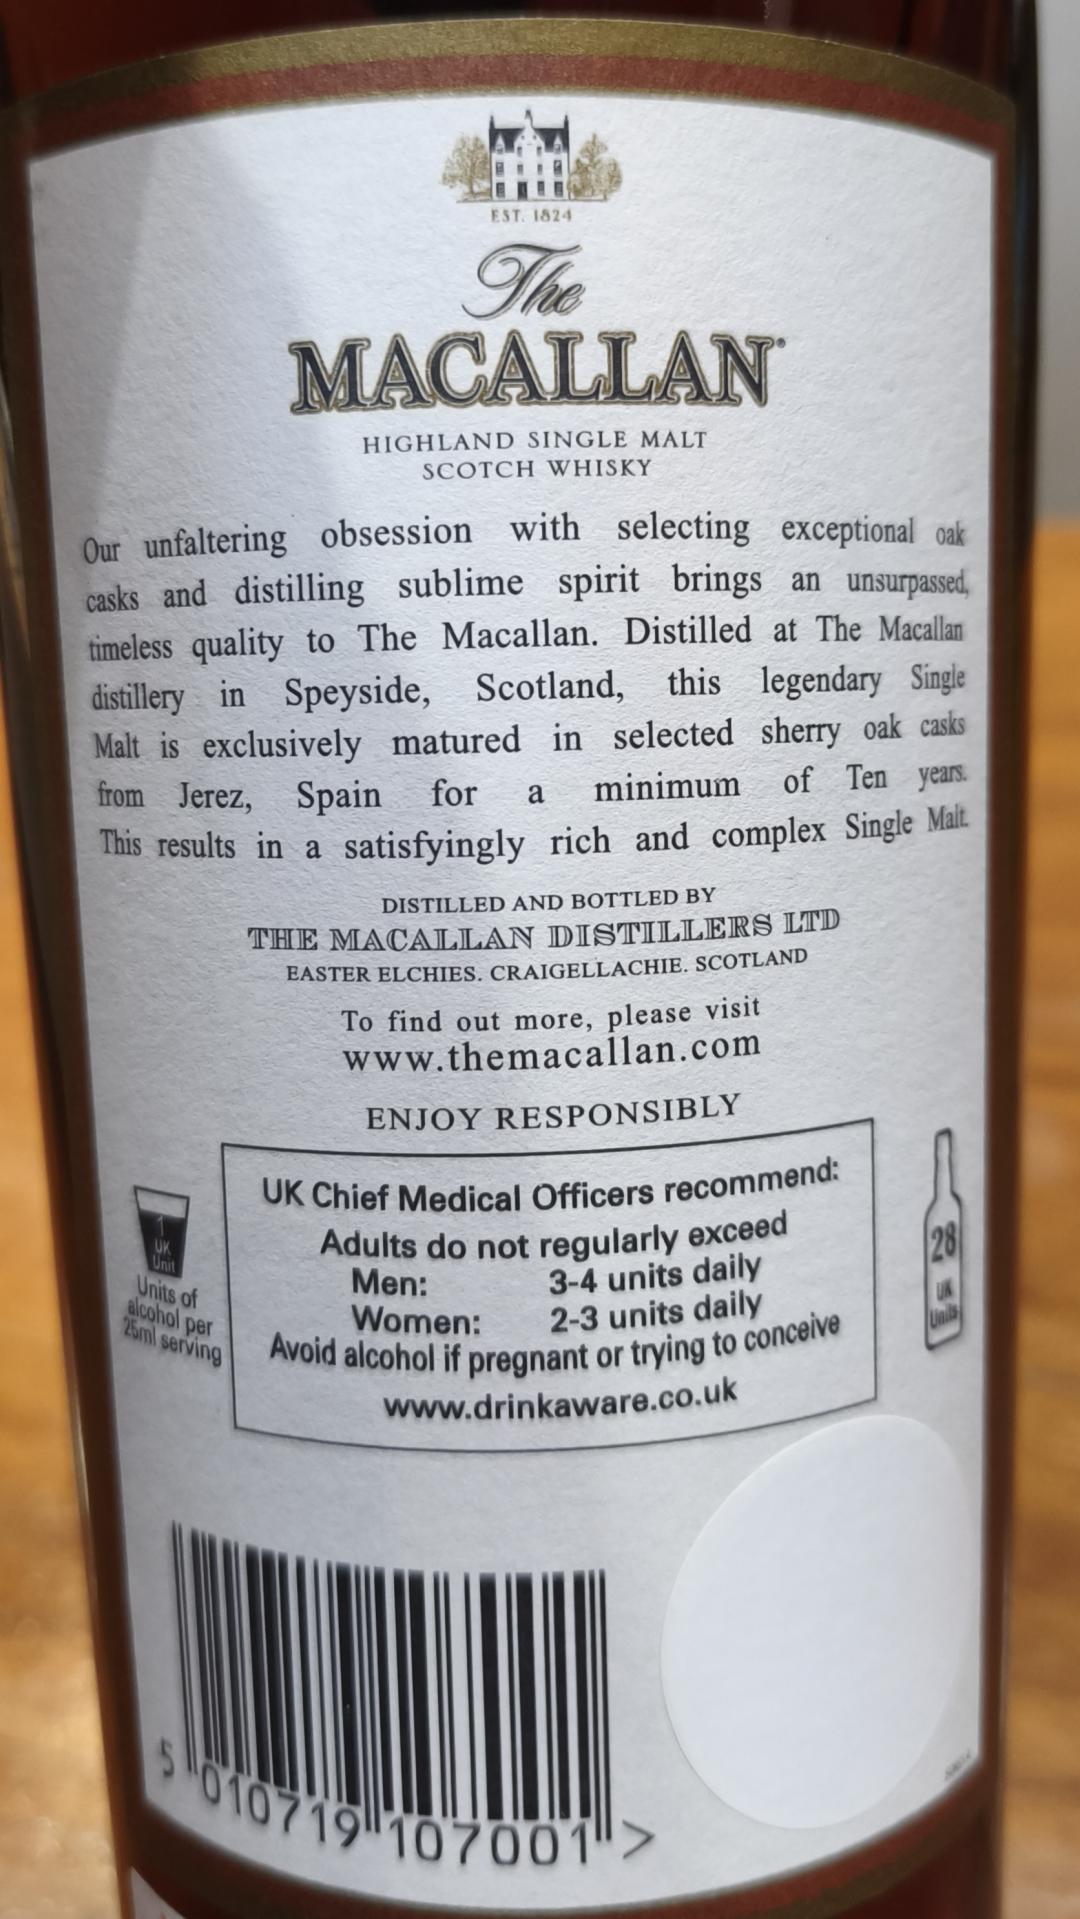 EST. 1824
The
MACALLAN
HIGHLAND SINGLE MALT
SCOTCH WHISKY
Our unfaltering obsession with selecting exceptional oak
casks and distilling sublime spirit brings an unsurpassed,
timeless quality to The Macallan. Distilled at The Macallan
distillery in Speyside, Scotland, this legendary Single
Malt is exclusively matured in selected sherry oak casks
from Jerez, Spain for a minimum of Ten years.
This results in a satisfyingly rich and complex Single Malt.
DISTILLED AND BOTTLED BY
THE MACALLAN DISTILLERS LTD
EASTER ELCHIES. CRAIGELLACHIE. SCOTLAND
To find out more, please visit
www.themacallan.com
ENJOY RESPONSIBLY
1
UK
Unit
Units of
alcohol per
25ml serving
UK Chief Medical Officers recommend:
Adults do not regularly exceed
Men: 3-4 units daily
Women: 2-3 units daily
Avoid alcohol if pregnant or trying to conceive
www.drinkaware.co.uk
28
UK
Units
5 010719 107001 >